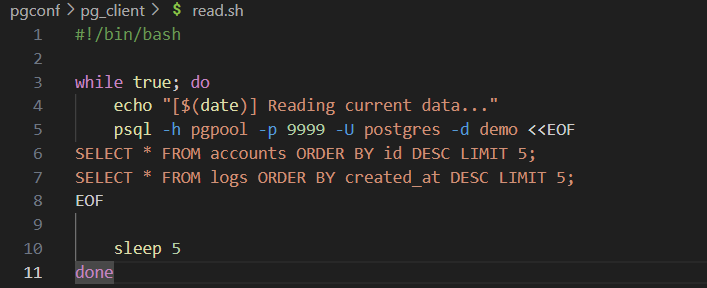 pgconf > pg_client > $ read.sh
1 #!/bin/bash
2
3 while true; do
4     echo "[$(date)] Reading current data..."
5     psql -h pgpool -p 9999 -U postgres -d demo <<EOF
6 SELECT * FROM accounts ORDER BY id DESC LIMIT 5;
7 SELECT * FROM logs ORDER BY created_at DESC LIMIT 5;
8 EOF
9
10     sleep 5
11 done